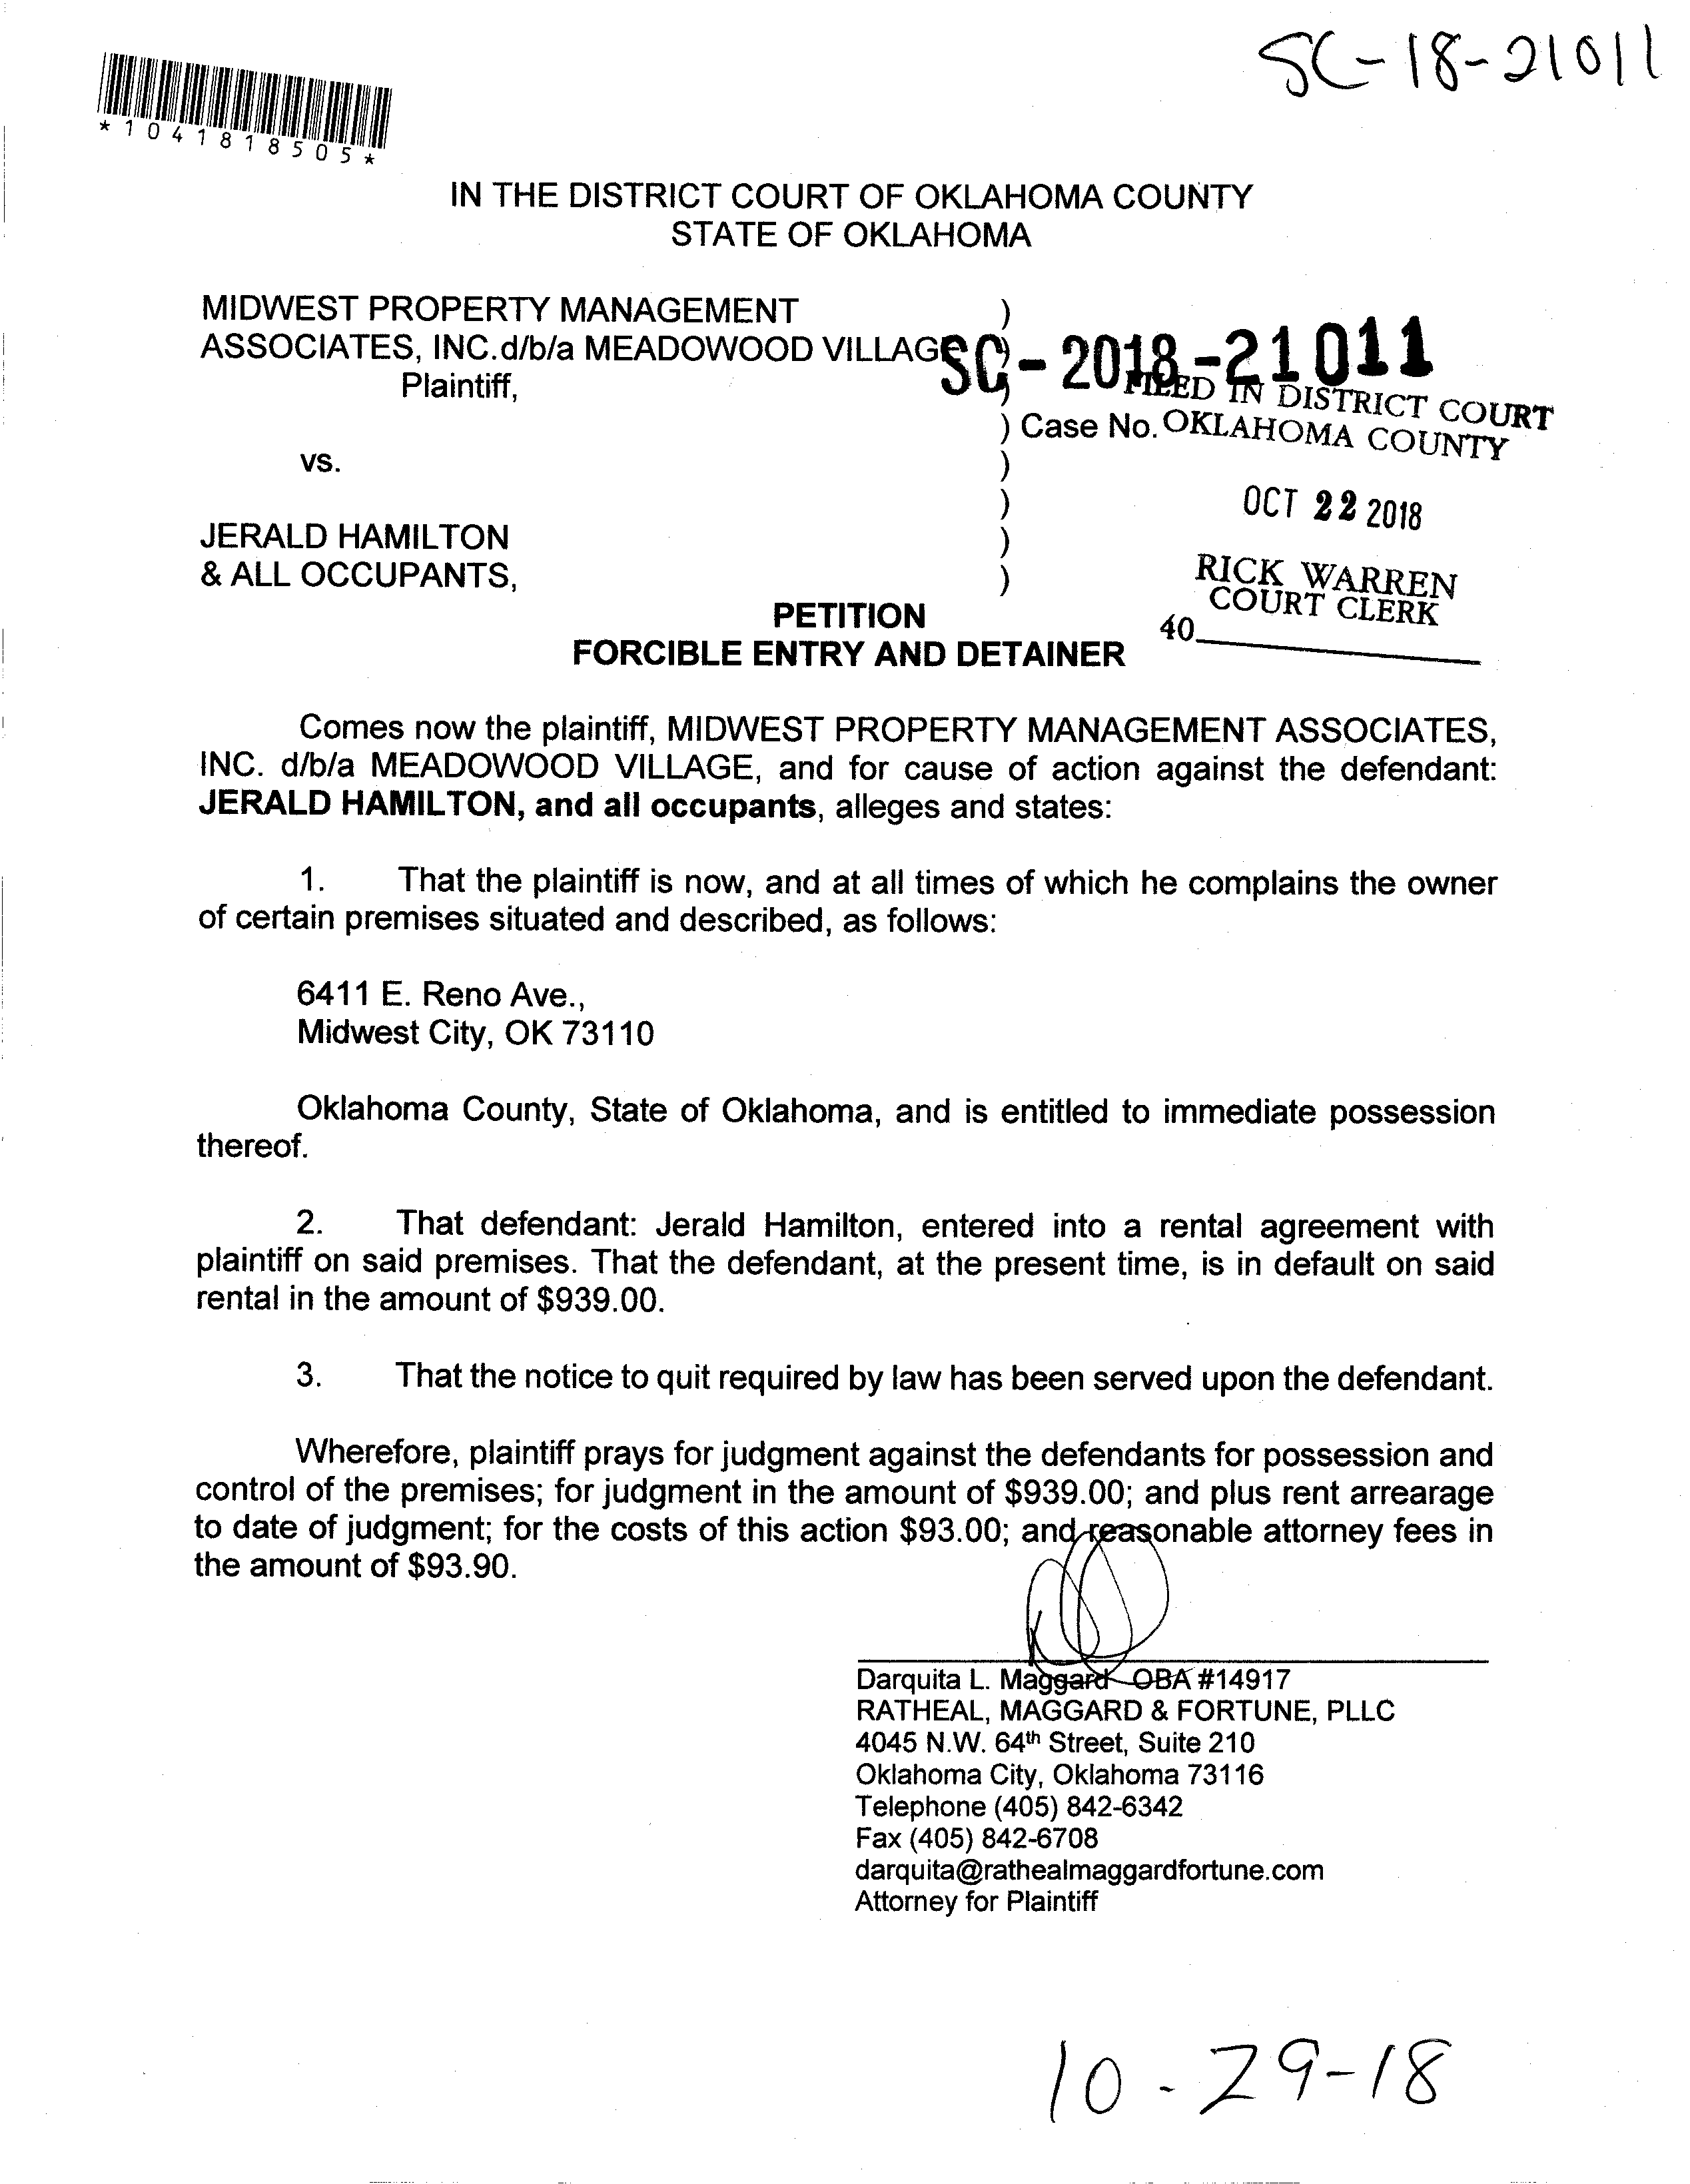 SC-18-21011
*1041818505*
IN THE DISTRICT COURT OF OKLAHOMA COUNTY
STATE OF OKLAHOMA
MIDWEST PROPERTY MANAGEMENT )
ASSOCIATES, INC.d/b/a MEADOWOOD VILLAGE )
SC-2018-21011
Plaintiff, )
FILED IN DISTRICT COURT
) Case No. OKLAHOMA COUNTY
vs. )
)
OCT 22 2018
JERALD HAMILTON )
& ALL OCCUPANTS, )
RICK WARREN
COURT CLERK
40
PETITION
FORCIBLE ENTRY AND DETAINER
Comes now the plaintiff, MIDWEST PROPERTY MANAGEMENT ASSOCIATES,
INC. d/b/a MEADOWOOD VILLAGE, and for cause of action against the defendant:
JERALD HAMILTON, and all occupants, alleges and states:
1. That the plaintiff is now, and at all times of which he complains the owner
of certain premises situated and described, as follows:
6411 E. Reno Ave.,
Midwest City, OK 73110
Oklahoma County, State of Oklahoma, and is entitled to immediate possession
thereof.
2. That defendant: Jerald Hamilton, entered into a rental agreement with
plaintiff on said premises. That the defendant, at the present time, is in default on said
rental in the amount of $939.00.
3. That the notice to quit required by law has been served upon the defendant.
Wherefore, plaintiff prays for judgment against the defendants for possession and
control of the premises; for judgment in the amount of $939.00; and plus rent arrearage
to date of judgment; for the costs of this action $93.00; and reasonable attorney fees in
the amount of $93.90.
Darquita L. Maggard OBA #14917
RATHEAL, MAGGARD & FORTUNE, PLLC
4045 N.W. 64th Street, Suite 210
Oklahoma City, Oklahoma 73116
Telephone (405) 842-6342
Fax (405) 842-6708
darquita@rathealmaggardfortune.com
Attorney for Plaintiff
10-29-18